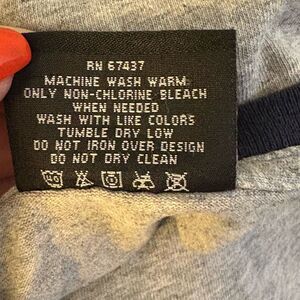 RN 67437
MACHINE WASH WARM
ONLY NON-CHLORINE BLEACH
WHEN NEEDED
WASH WITH LIKE COLORS
TUMBLE DRY LOW
DO NOT IRON OVER DESIGN
DO NOT DRY CLEAN
40